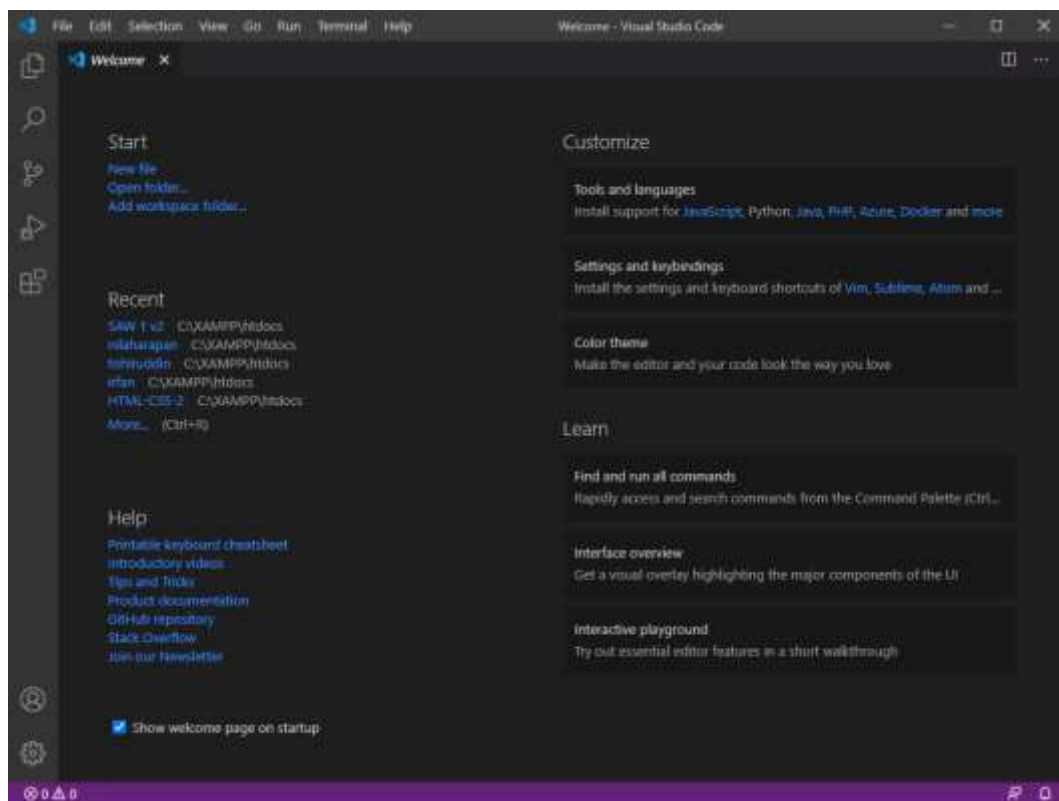 File Edit Selection View Go Run Terminal Help
Welcome - Visual Studio Code
Welcome
Start
New file
Open folder...
Add workspace folder...
Recent
SAW 1 v2 C:\XAMPP\htdocs
nilaharapan C:\XAMPP\htdocs
tohiruddin C:\XAMPP\htdocs
irfan C:\XAMPP\htdocs
HTML-CSS-2 C:\XAMPP\htdocs
More... (Ctrl+R)
Help
Printable keyboard cheatsheet
Introductory videos
Tips and Tricks
Product documentation
GitHub repository
Stack Overflow
Join our Newsletter
Show welcome page on startup
Customize
Tools and languages
Install support for JavaScript, Python, Java, PHP, Azure, Docker and more
Settings and keybindings
Install the settings and keyboard shortcuts of Vim, Sublime, Atom and ...
Color theme
Make the editor and your code look the way you love
Learn
Find and run all commands
Rapidly access and search commands from the Command Palette (Ctrl...
Interface overview
Get a visual overlay highlighting the major components of the UI
Interactive playground
Try out essential editor features in a short walkthrough
0 0